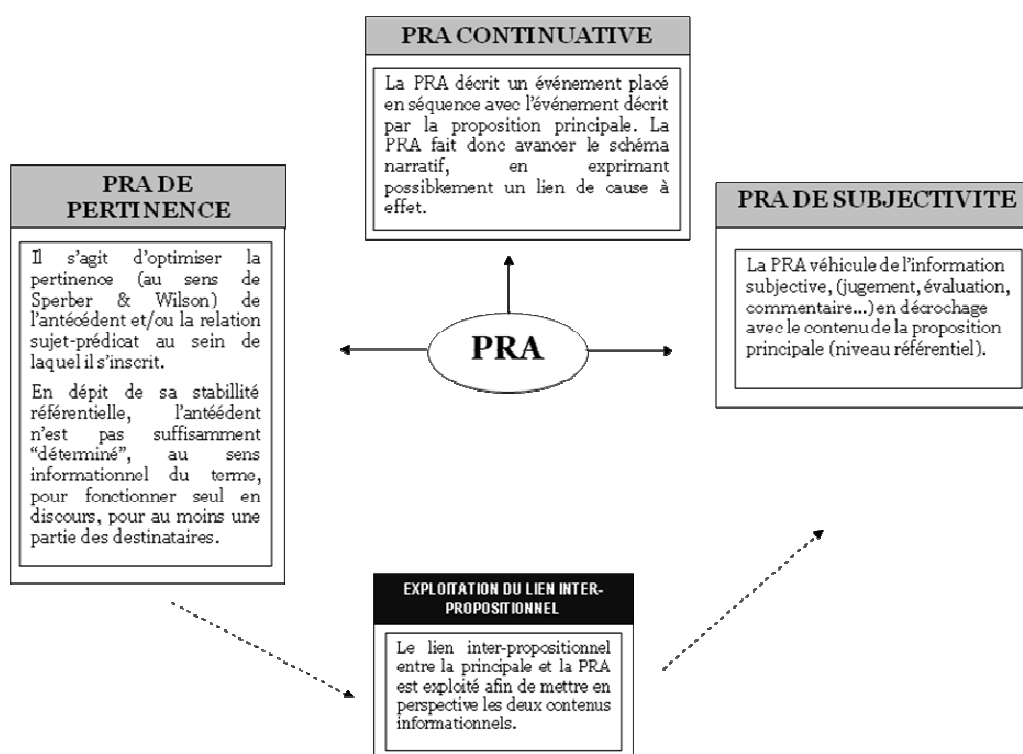 PRA CONTINUATIVE
La PRA décrit un événement placé
en séquence avec l'événement décrit
par la proposition principale. La
PRA fait donc avancer le schéma
narratif, en exprimant
possibkement un lien de cause à
effet.
PRA DE
PERTINENCE
Il s'agit d'optimiser la
pertinence (au sens de
Sperber & Wilson) de
l'antécédent et/ou la relation
sujet-prédicat au sein de
laquel il s'inscrit.
En dépit de sa stabillité
référentielle, l'antéédent
n'est pas suffisamment
"déterminé", au sens
informationnel du terme,
pour fonctionner seul en
discours, pour au moins une
partie des destinataires.
PRA
PRA DE SUBJECTIVITE
La PRA véhicule de l'information
subjective, (jugement, évaluation,
commentaire...) en décrochage
avec le contenu de la proposition
principale (niveau référentiel).
EXPLOITATION DU LIEN INTER-
PROPOSITIONNEL
Le lien inter-propositionnel
entre la principale et la PRA
est exploité afin de mettre en
perspective les deux contenus
informationnels.